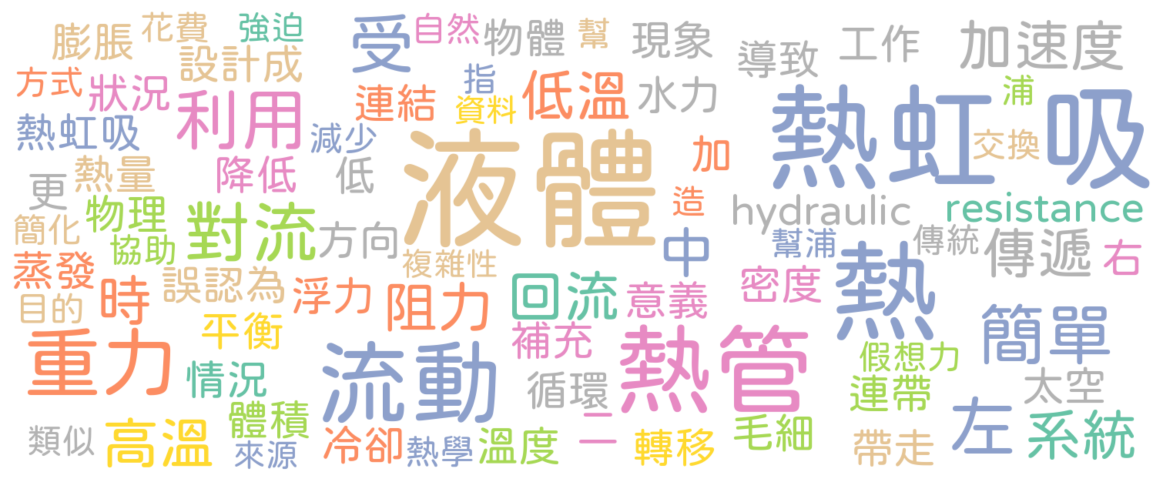 膨脹
花費
強迫
受
自然
物體
幫
現象
導致
工作
加速度
設計成
方式
狀況
利用
連結
指
資料
低溫
水力
熱虹吸
浦
交換
熱虹吸
減少
液體
加
更
熱量
降低
低
造
hydraulic
resistance
簡化
物理
協助
對流
方向
複雜性
中
幫浦
傳統
傳遞
右
蒸發
目的
時
誤認為
浮力
阻力
回流
意義
密度
熱
簡單
重力
平衡
情況
流動
補充
循環
熱管
假想力
連帶
太空
類似
高溫
體積
來源
冷卻
熱學
溫度
二
轉移
毛細
帶走
左
系統